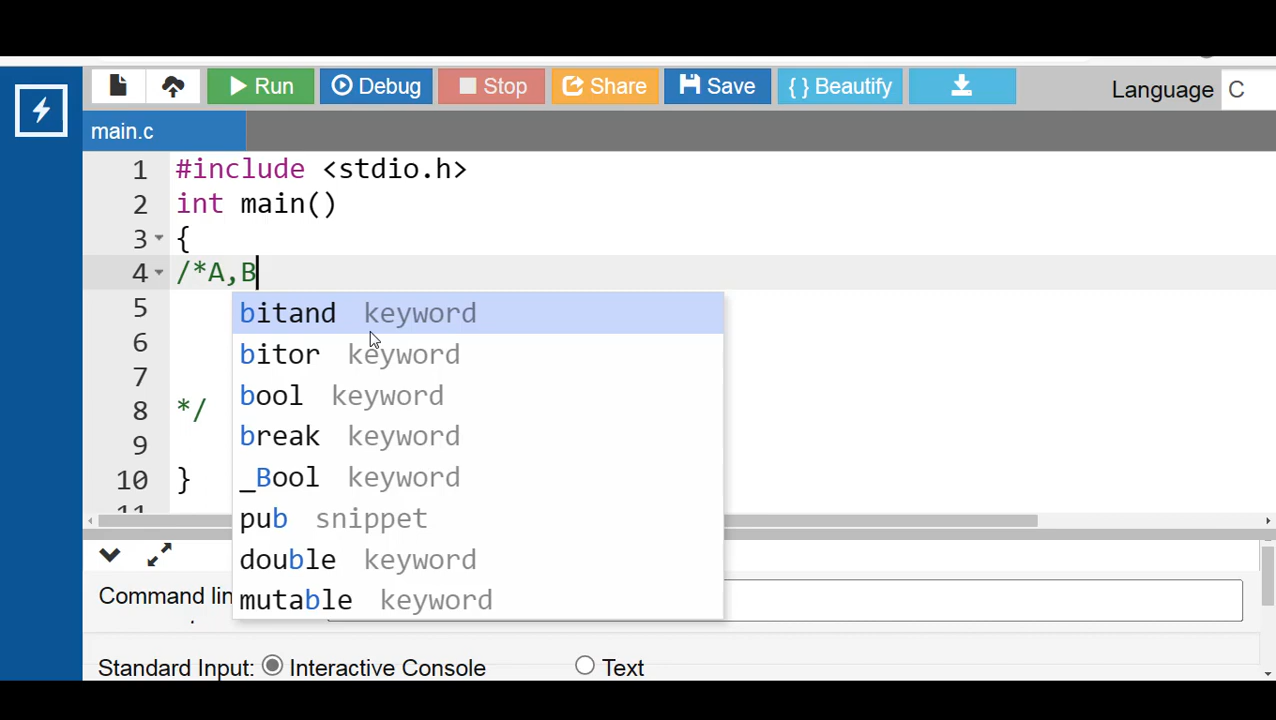 Run Debug Stop Share Save { } Beautify Language C
main.c
1 #include <stdio.h>
2 int main()
3 {
4 /*A,B
5
6
7
8 */
9
10 }
bitand keyword
bitor keyword
bool keyword
break keyword
_Bool keyword
pub snippet
double keyword
mutable keyword
Command lin
Standard Input: Interactive Console Text